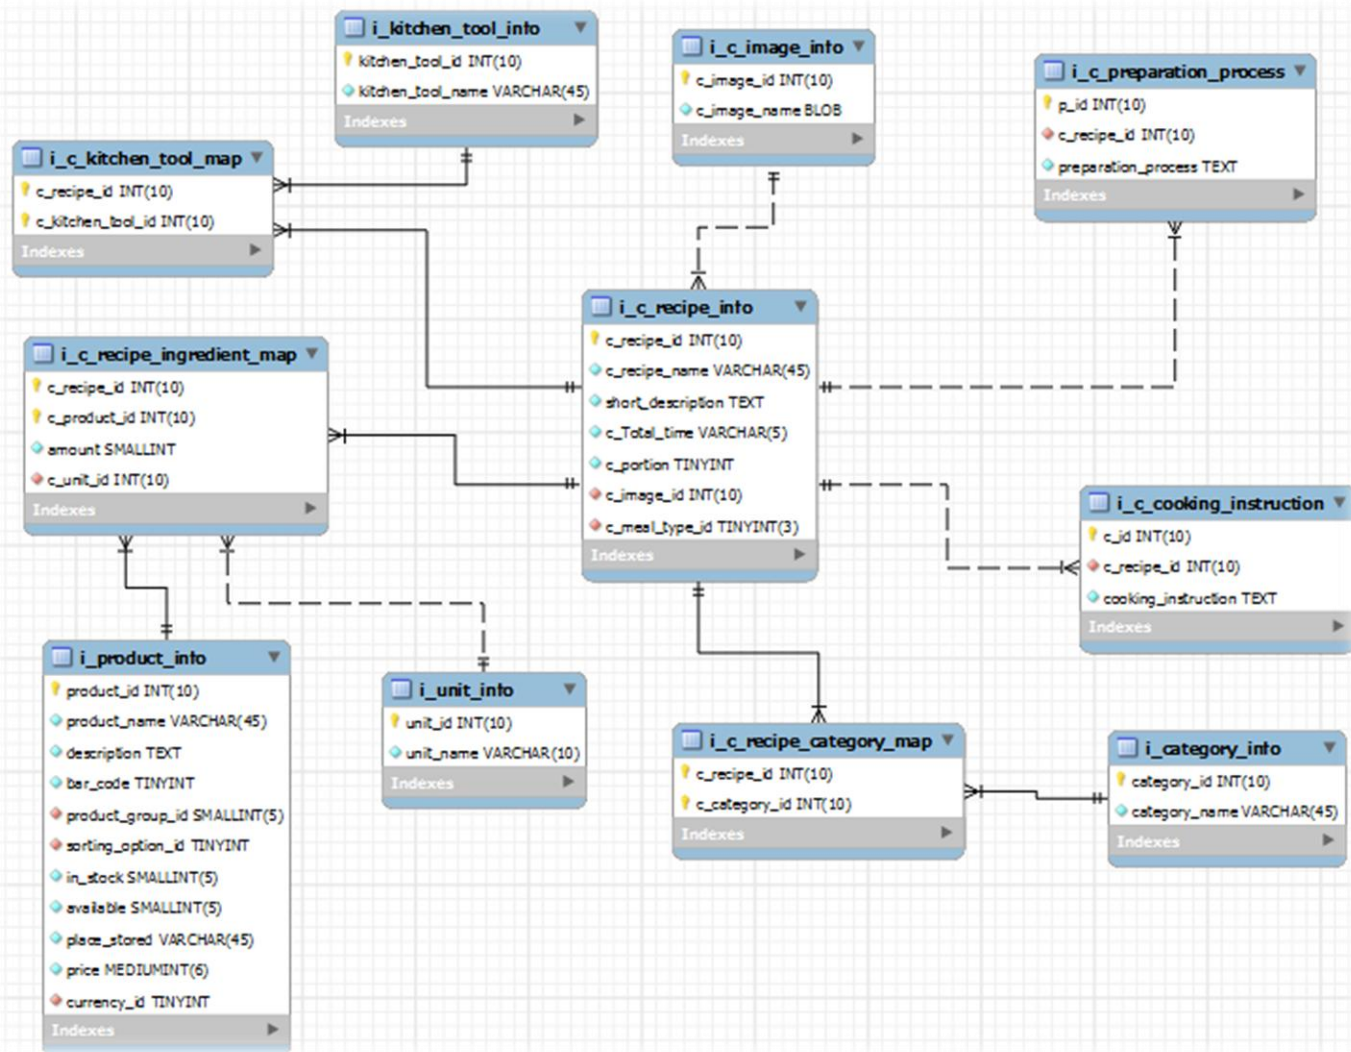 i_kitchen_tool_info
kitchen_tool_id INT(10)
kitchen_tool_name VARCHAR(45)
Indexes
i_c_image_info
c_image_id INT(10)
c_image_name BLOB
Indexes
i_c_preparation_process
p_id INT(10)
c_recipe_id INT(10)
preparation_process TEXT
Indexes
i_c_kitchen_tool_map
c_recipe_id INT(10)
c_kitchen_tool_id INT(10)
Indexes
i_c_recipe_info
c_recipe_id INT(10)
c_recipe_name VARCHAR(45)
short_description TEXT
c_Total_time VARCHAR(5)
c_portion TINYINT
c_image_id INT(10)
c_meal_type_id TINYINT(3)
Indexes
i_c_recipe_ingredient_map
c_recipe_id INT(10)
c_product_id INT(10)
amount SMALLINT
c_unit_id INT(10)
Indexes
i_c_cooking_instruction
c_id INT(10)
c_recipe_id INT(10)
cooking_instruction TEXT
Indexes
i_product_info
product_id INT(10)
product_name VARCHAR(45)
description TEXT
bar_code TINYINT
product_group_id SMALLINT(5)
sorting_option_id TINYINT
in_stock SMALLINT(5)
available SMALLINT(5)
place_stored VARCHAR(45)
price MEDIUMINT(6)
currency_id TINYINT
Indexes
i_unit_info
unit_id INT(10)
unit_name VARCHAR(10)
Indexes
i_c_recipe_category_map
c_recipe_id INT(10)
c_category_id INT(10)
Indexes
i_category_info
category_id INT(10)
category_name VARCHAR(45)
Indexes